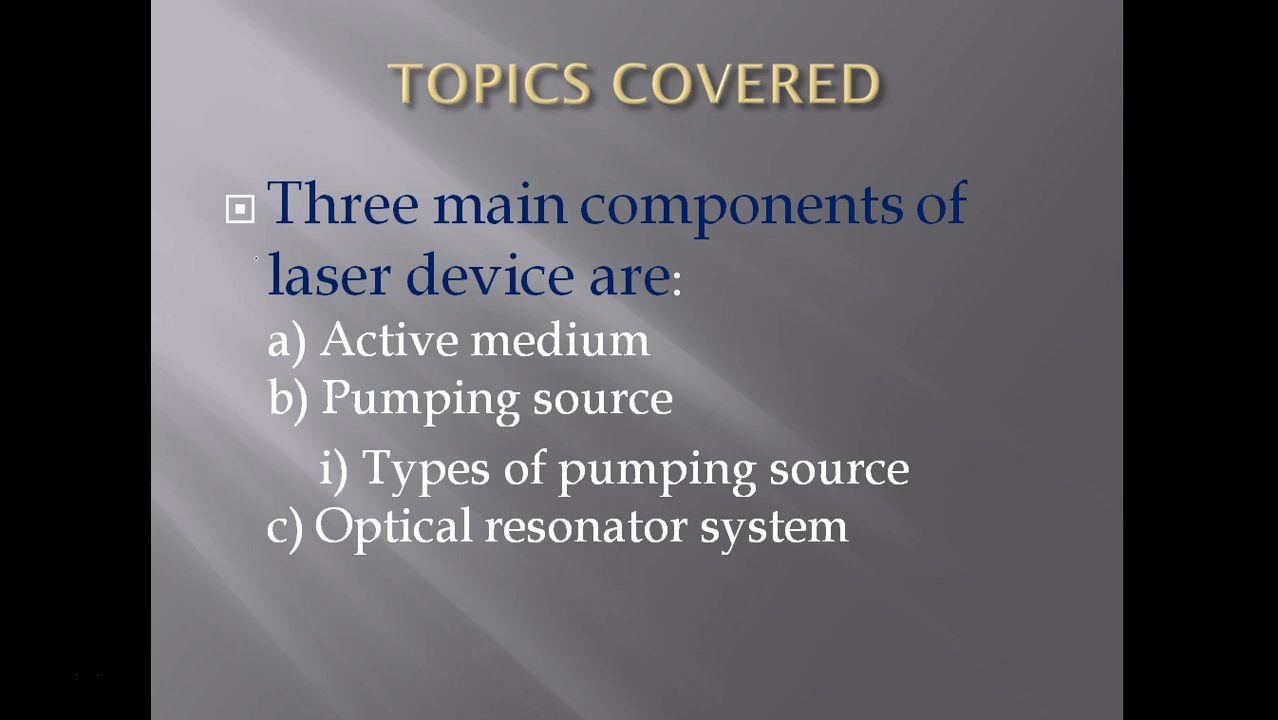 TOPICS COVERED
Three main components of
laser device are:
a) Active medium
b) Pumping source
i) Types of pumping source
c) Optical resonator system